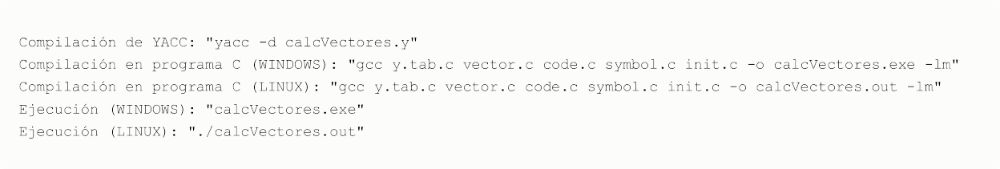 Compilación de YACC: "yacc -d calcVectores.y"
Compilación en programa C (WINDOWS): "gcc y.tab.c vector.c code.c symbol.c init.c -o calcVectores.exe -lm"
Compilación en programa C (LINUX): "gcc y.tab.c vector.c code.c symbol.c init.c -o calcVectores.out -lm"
Ejecución (WINDOWS): "calcVectores.exe"
Ejecución (LINUX): "./calcVectores.out"